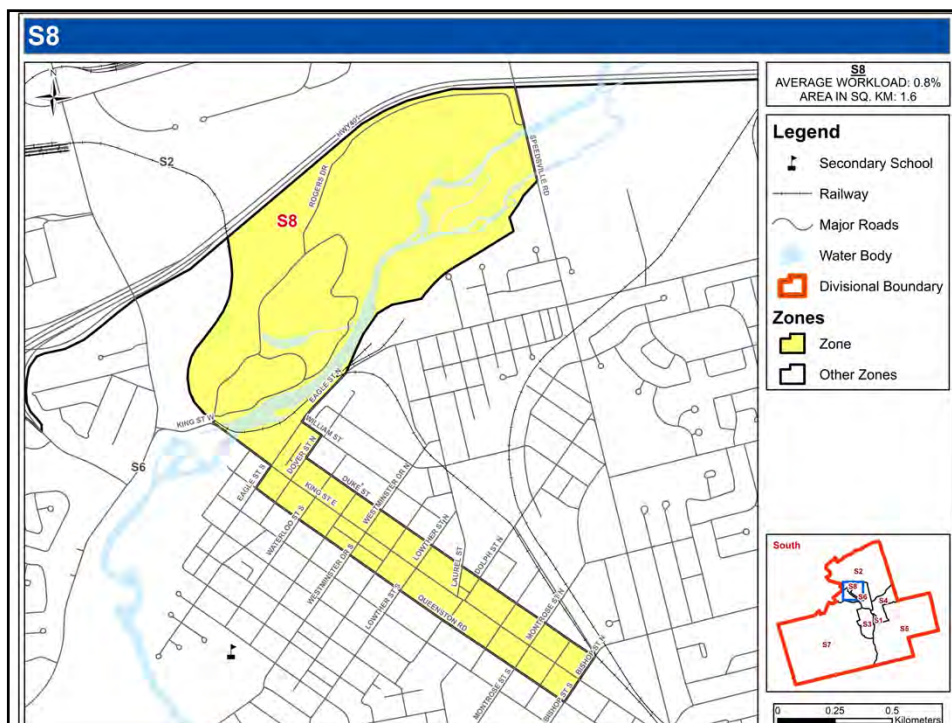 S8
S8
AVERAGE WORKLOAD: 0.8%
AREA IN SQ. KM: 1.6
Legend
Secondary School
Railway
Major Roads
Water Body
Divisional Boundary
Zones
Zone
Other Zones
N
S2
HWY401
ROGERS DR
SPEEDSVILLE RD
S8
KING ST W
EAGLE ST N
WILLIAM ST
DOVER ST N
S6
EAGLE ST S
DUKE ST
KING ST E
WESTMINSTER DR N
WATERLOO ST S
LOWTHER ST N
WESTMINSTER DR S
LAUREL ST
DOLPH ST N
LOWTHER ST S
QUEENSTON RD
MONTROSE ST N
BISHOP ST N
MONTROSE ST S
BISHOP ST S
South
S2
S8
S6
S4
S3
S1
S5
S7
0 0.25 0.5
Kilometers